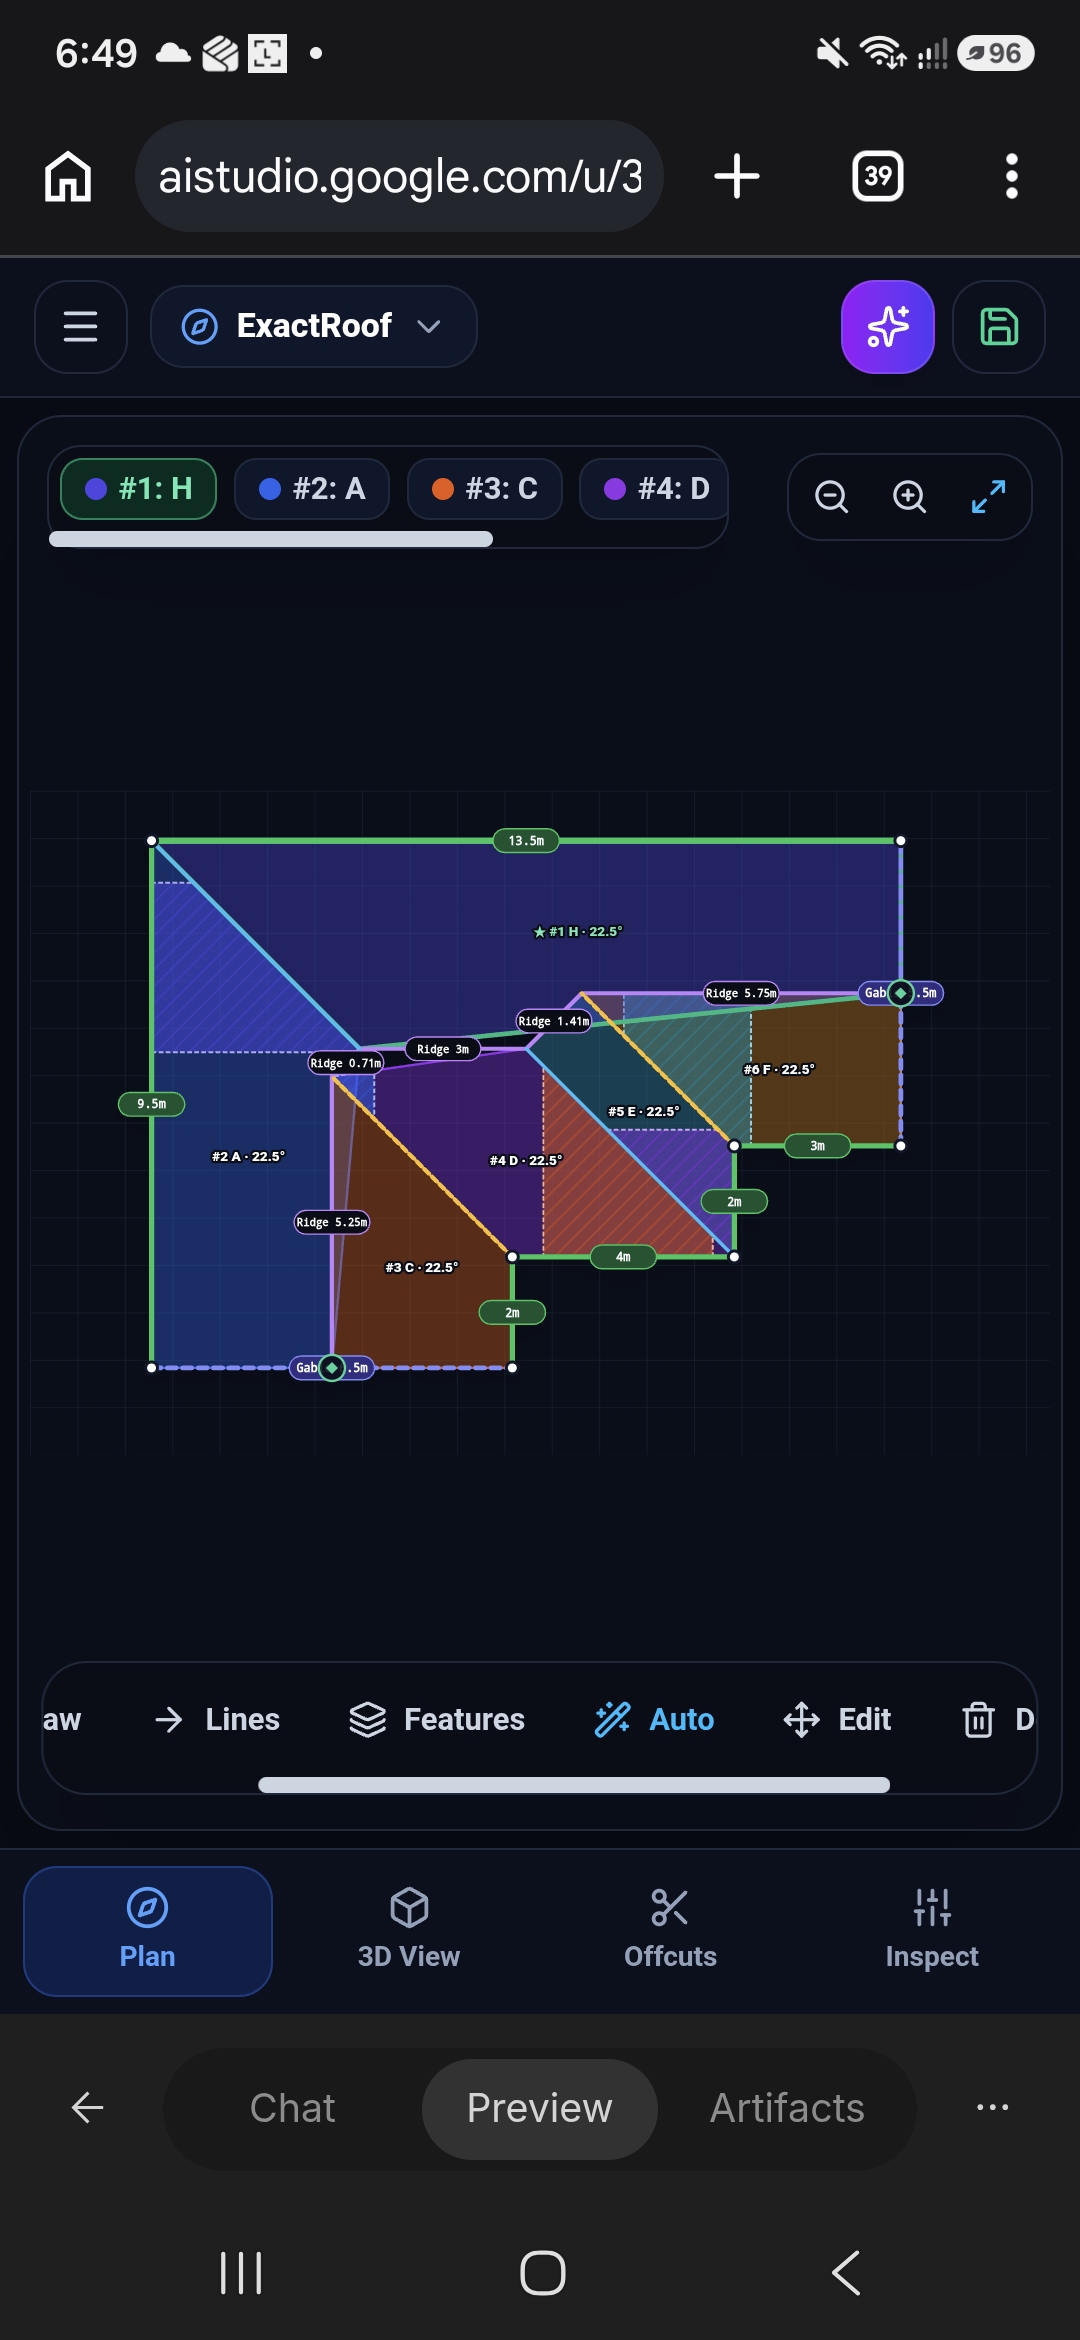 6:49
96
aistudio.google.com/u/3
39
ExactRoof
#1: H
#2: A
#3: C
#4: D
13.5m
★ #1 H · 22.5°
Ridge 5.75m
Gab .5m
Ridge 1.41m
Ridge 3m
Ridge 0.71m
#6 F · 22.5°
9.5m
#5 E · 22.5°
3m
#2 A · 22.5°
#4 D · 22.5°
2m
Ridge 5.25m
4m
#3 C · 22.5°
2m
Gab .5m
aw
Lines
Features
Auto
Edit
D
Plan
3D View
Offcuts
Inspect
Chat
Preview
Artifacts